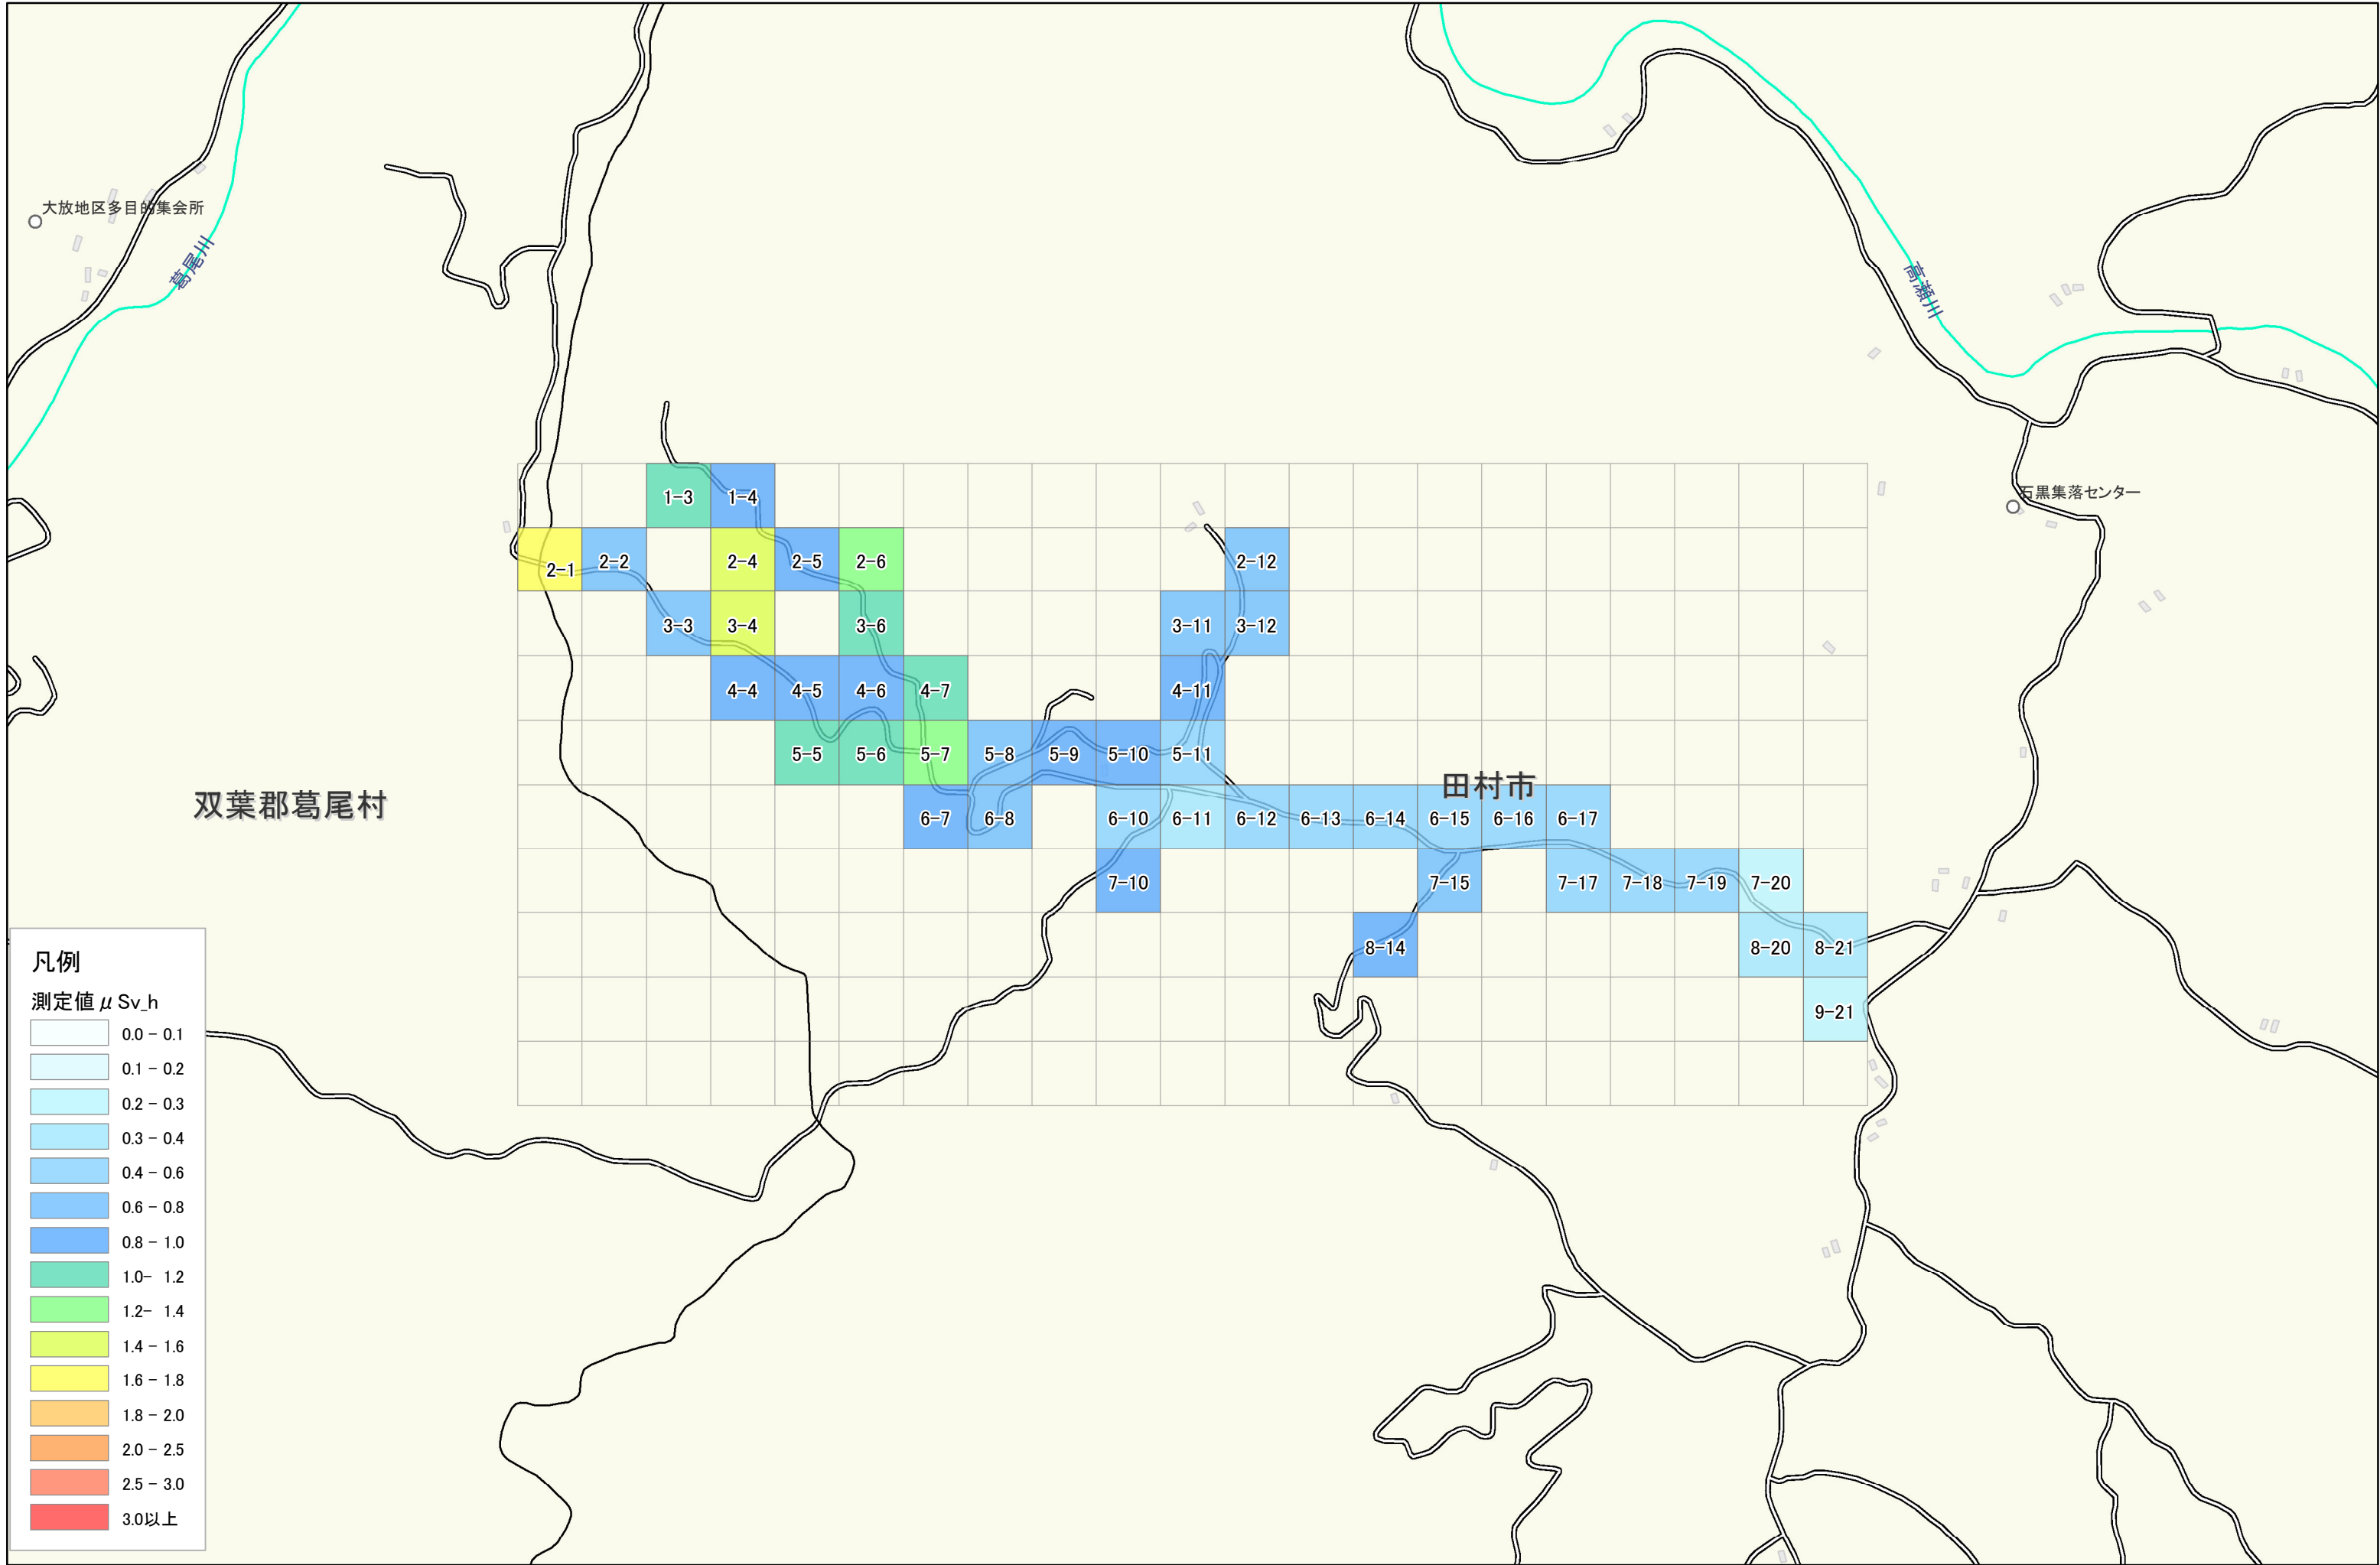 大放地区多目的集会所
葛尾川
高瀬川
石黒集落センター
1-3 1-4
2-1 2-2 2-4 2-5 2-6 2-12
3-3 3-4 3-6 3-11 3-12
4-4 4-5 4-6 4-7 4-11
5-5 5-6 5-7 5-8 5-9 5-10 5-11
田村市
双葉郡葛尾村
6-7 6-8 6-10 6-11 6-12 6-13 6-14 6-15 6-16 6-17
7-10 7-15 7-17 7-18 7-19 7-20
8-14 8-20 8-21
9-21
凡例
測定値μSv_h
0.0 - 0.1
0.1 - 0.2
0.2 - 0.3
0.3 - 0.4
0.4 - 0.6
0.6 - 0.8
0.8 - 1.0
1.0- 1.2
1.2- 1.4
1.4 - 1.6
1.6 - 1.8
1.8 - 2.0
2.0 - 2.5
2.5 - 3.0
3.0以上